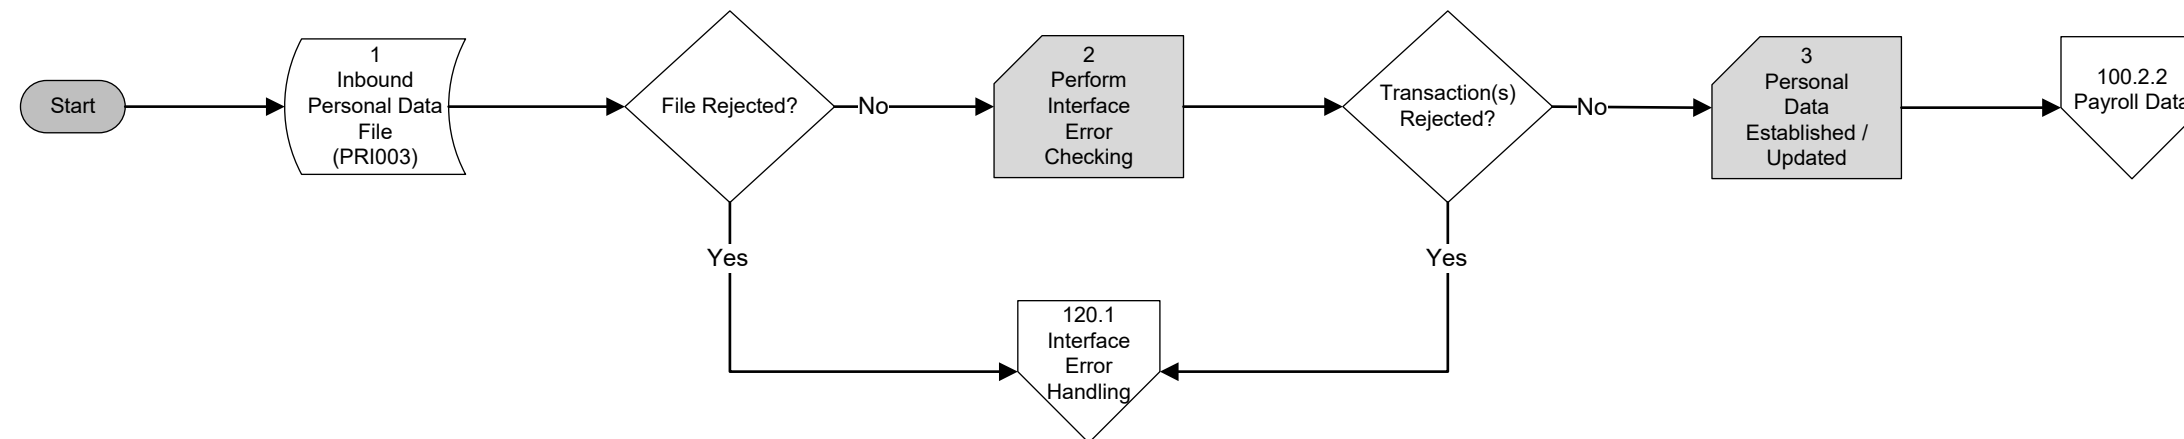 Start
1
Inbound
Personal Data
File
(PRI003)
File Rejected?
No
2
Perform
Interface
Error
Checking
Transaction(s)
Rejected?
No
3
Personal
Data
Established /
Updated
100.2.2
Payroll Data
Yes
Yes
120.1
Interface
Error
Handling